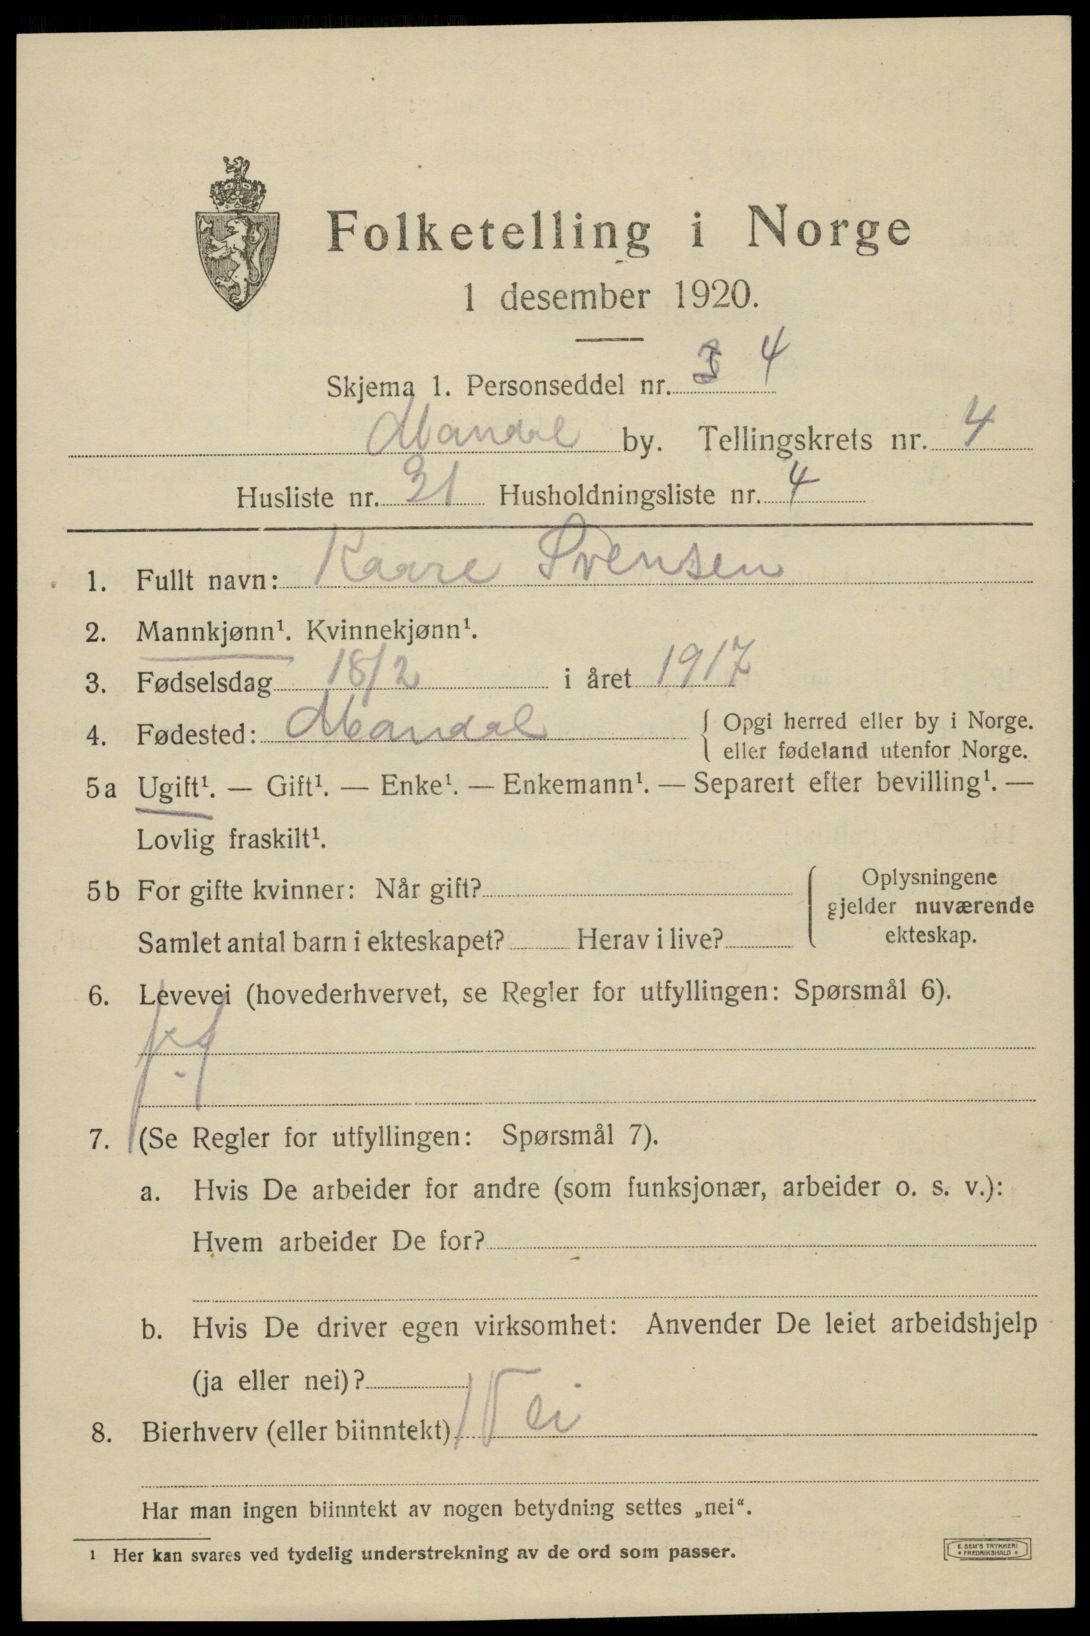 Folketelling i Norge
1 desember 1920.
Skjema 1. Personseddel nr. 4
Mandal by. Tellingskrets nr. 4
Husliste nr. 31 Husholdningsliste nr. 4
1. Fullt navn: Kaare Svensen
2. Mannkjønn¹. Kvinnekjønn¹.
3. Fødselsdag 18/2 i året 1917
4. Fødested: Mandal { Opgi herred eller by i Norge.
eller fødeland utenfor Norge.
5a Ugift¹. — Gift¹. — Enke¹. — Enkemann¹. — Separert efter bevilling¹. —
Lovlig fraskilt¹.
5b For gifte kvinner: Når gift?
Samlet antal barn i ekteskapet? Herav i live?
Oplysningene
gjelder nuværende
ekteskap.
6. Levevei (hovederhvervet, se Regler for utfyllingen: Spørsmål 6).
7. (Se Regler for utfyllingen: Spørsmål 7).
a. Hvis De arbeider for andre (som funksjonær, arbeider o. s. v.):
Hvem arbeider De for?
b. Hvis De driver egen virksomhet: Anvender De leiet arbeidshjelp
(ja eller nei)?
8. Bierhverv (eller biinntekt) Nei
Har man ingen biinntekt av nogen betydning settes „nei“.
¹ Her kan svares ved tydelig understrekning av de ord som passer.
E. SEM'S TRYKKERI
• FREDRIKSHALD •